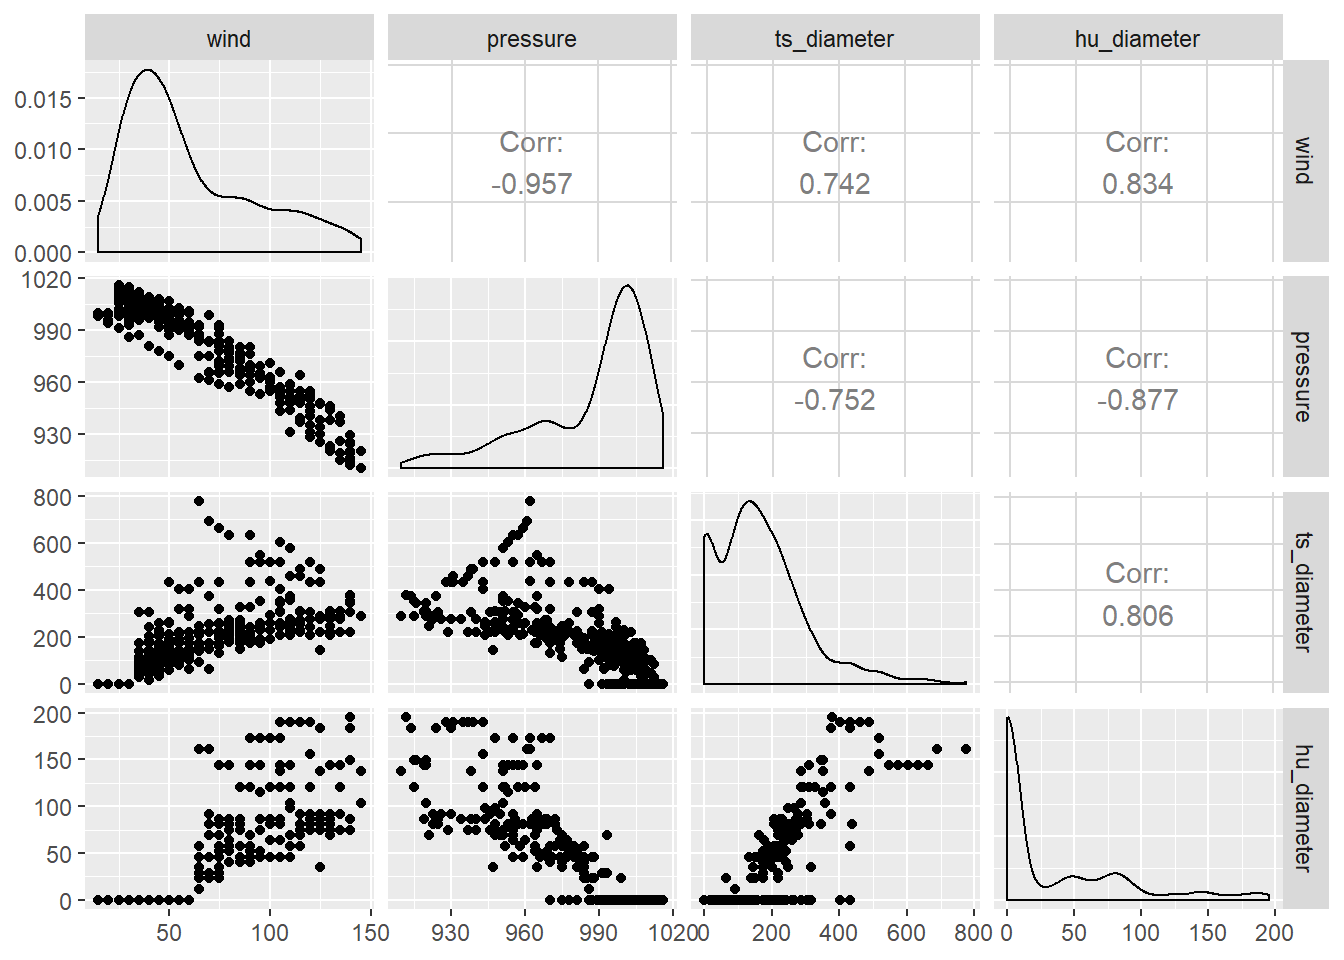 wind pressure ts_diameter hu_diameter
0.015
0.010
0.005
0.000
Corr:
-0.957
Corr:
0.742
Corr:
0.834
wind
1020
990
960
930
Corr:
-0.752
Corr:
-0.877
pressure
800
600
400
200
0
Corr:
0.806
ts_diameter
200
150
100
50
0
hu_diameter
50 100 150 930 960 990 1020 0 200 400 600 800 0 50 100 150 200